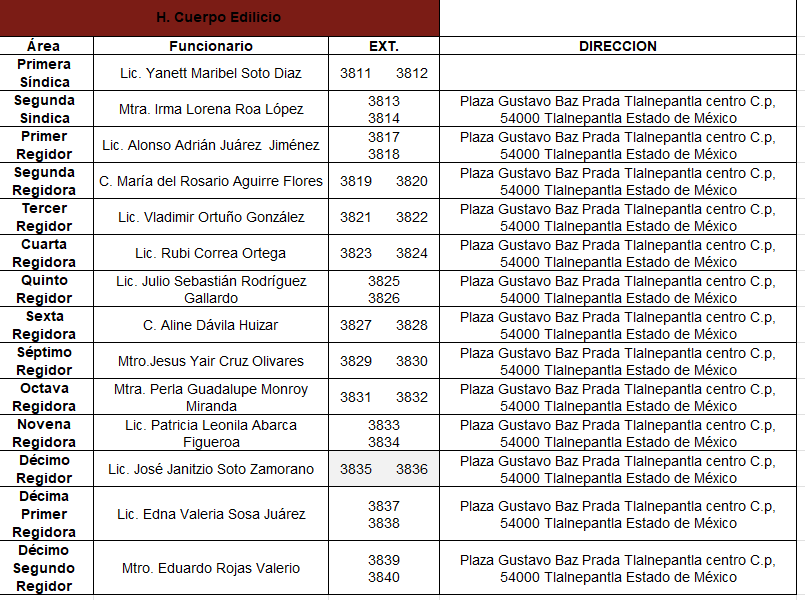 H. Cuerpo Edilicio
Área Funcionario EXT. DIRECCION
Primera
Síndica
Lic. Yanett Maribel Soto Diaz
3811 3812
Segunda
Sindica
Mtra. Irma Lorena Roa López
3813
3814
Plaza Gustavo Baz Prada Tlalnepantla centro C.p,
54000 Tlalnepantla Estado de México
Primer
Regidor
Lic. Alonso Adrián Juárez Jiménez
3817
3818
Plaza Gustavo Baz Prada Tlalnepantla centro C.p,
54000 Tlalnepantla Estado de México
Segunda
Regidora
C. María del Rosario Aguirre Flores
3819 3820
Plaza Gustavo Baz Prada Tlalnepantla centro C.p,
54000 Tlalnepantla Estado de México
Tercer
Regidor
Lic. Vladimir Ortuño González
3821 3822
Plaza Gustavo Baz Prada Tlalnepantla centro C.p,
54000 Tlalnepantla Estado de México
Cuarta
Regidora
Lic. Rubi Correa Ortega
3823 3824
Plaza Gustavo Baz Prada Tlalnepantla centro C.p,
54000 Tlalnepantla Estado de México
Quinto
Regidor
Lic. Julio Sebastián Rodríguez
Gallardo
3825
3826
Plaza Gustavo Baz Prada Tlalnepantla centro C.p,
54000 Tlalnepantla Estado de México
Sexta
Regidora
C. Aline Dávila Huizar
3827 3828
Plaza Gustavo Baz Prada Tlalnepantla centro C.p,
54000 Tlalnepantla Estado de México
Séptimo
Regidor
Mtro.Jesus Yair Cruz Olivares
3829 3830
Plaza Gustavo Baz Prada Tlalnepantla centro C.p,
54000 Tlalnepantla Estado de México
Octava
Regidora
Mtra. Perla Guadalupe Monroy
Miranda
3831 3832
Plaza Gustavo Baz Prada Tlalnepantla centro C.p,
54000 Tlalnepantla Estado de México
Novena
Regidora
Lic. Patricia Leonila Abarca
Figueroa
3833
3834
Plaza Gustavo Baz Prada Tlalnepantla centro C.p,
54000 Tlalnepantla Estado de México
Décimo
Regidor
Lic. José Janitzio Soto Zamorano
3835 3836
Plaza Gustavo Baz Prada Tlalnepantla centro C.p,
54000 Tlalnepantla Estado de México
Décima
Primer
Regidora
Lic. Edna Valeria Sosa Juárez
3837
3838
Plaza Gustavo Baz Prada Tlalnepantla centro C.p,
54000 Tlalnepantla Estado de México
Décimo
Segundo
Regidor
Mtro. Eduardo Rojas Valerio
3839
3840
Plaza Gustavo Baz Prada Tlalnepantla centro C.p,
54000 Tlalnepantla Estado de México